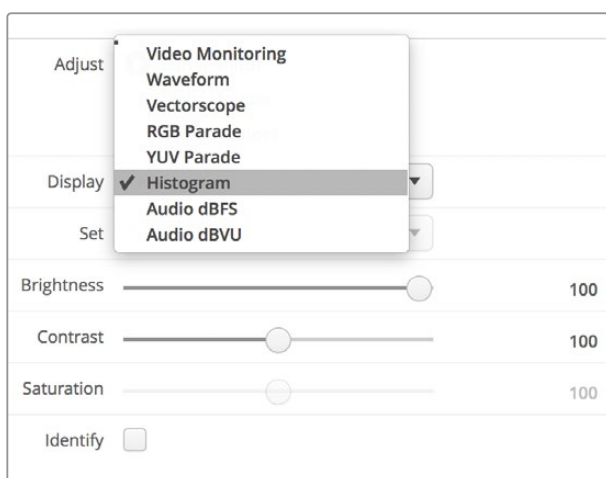 Adjust
Video Monitoring
Waveform
Vectorscope
RGB Parade
YUV Parade
Display ✓ Histogram
Audio dBFS
Set Audio dBVU
Brightness 100
Contrast 100
Saturation 100
Identify